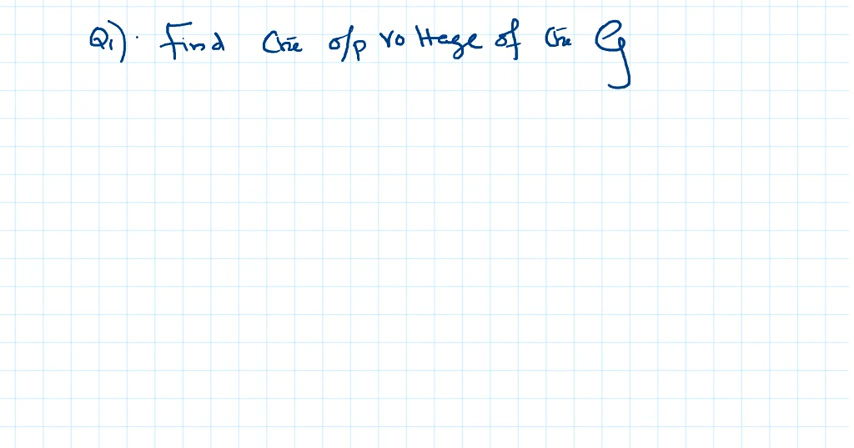 Q1). Find the o/p voltage of the